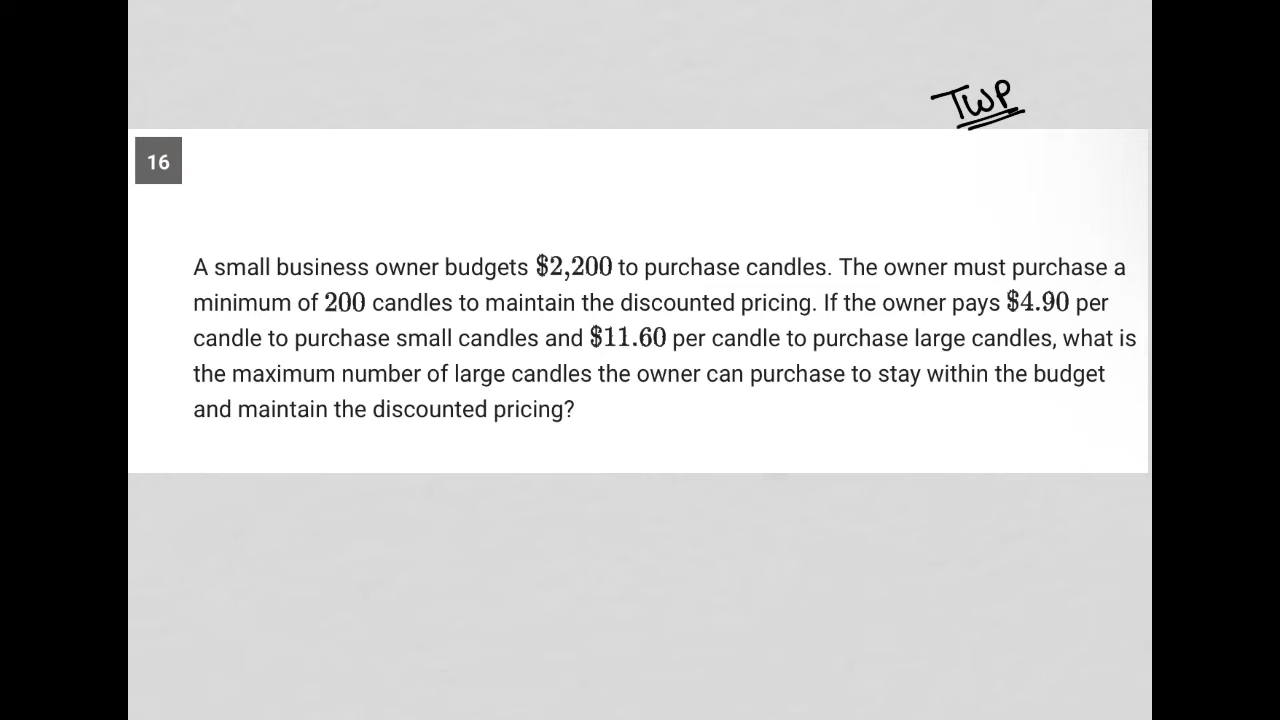 TWP
16
A small business owner budgets $2,200 to purchase candles. The owner must purchase a
minimum of 200 candles to maintain the discounted pricing. If the owner pays $4.90 per
candle to purchase small candles and $11.60 per candle to purchase large candles, what is
the maximum number of large candles the owner can purchase to stay within the budget
and maintain the discounted pricing?